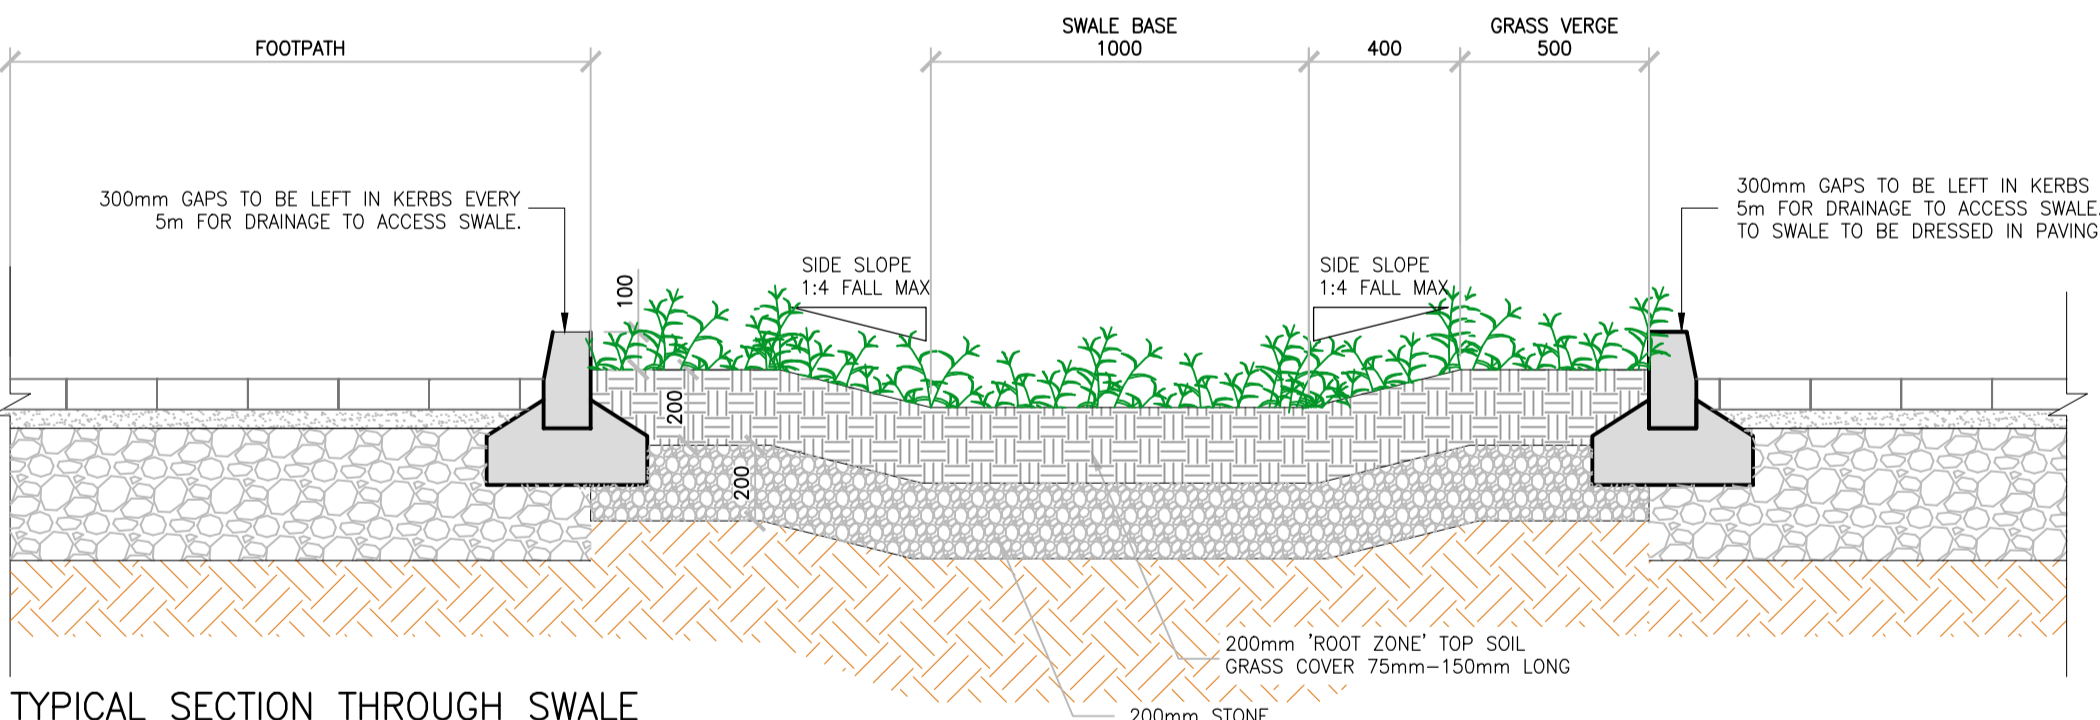 FOOTPATH
SWALE BASE
1000
400
GRASS VERGE
500
300mm GAPS TO BE LEFT IN KERBS EVERY
5m FOR DRAINAGE TO ACCESS SWALE.
300mm GAPS TO BE LEFT IN KERBS
5m FOR DRAINAGE TO ACCESS SWALE.
TO SWALE TO BE DRESSED IN PAVING
SIDE SLOPE
1:4 FALL MAX
SIDE SLOPE
1:4 FALL MAX
100
200
200
200mm 'ROOT ZONE' TOP SOIL
GRASS COVER 75mm-150mm LONG
200mm STONE
TYPICAL SECTION THROUGH SWALE